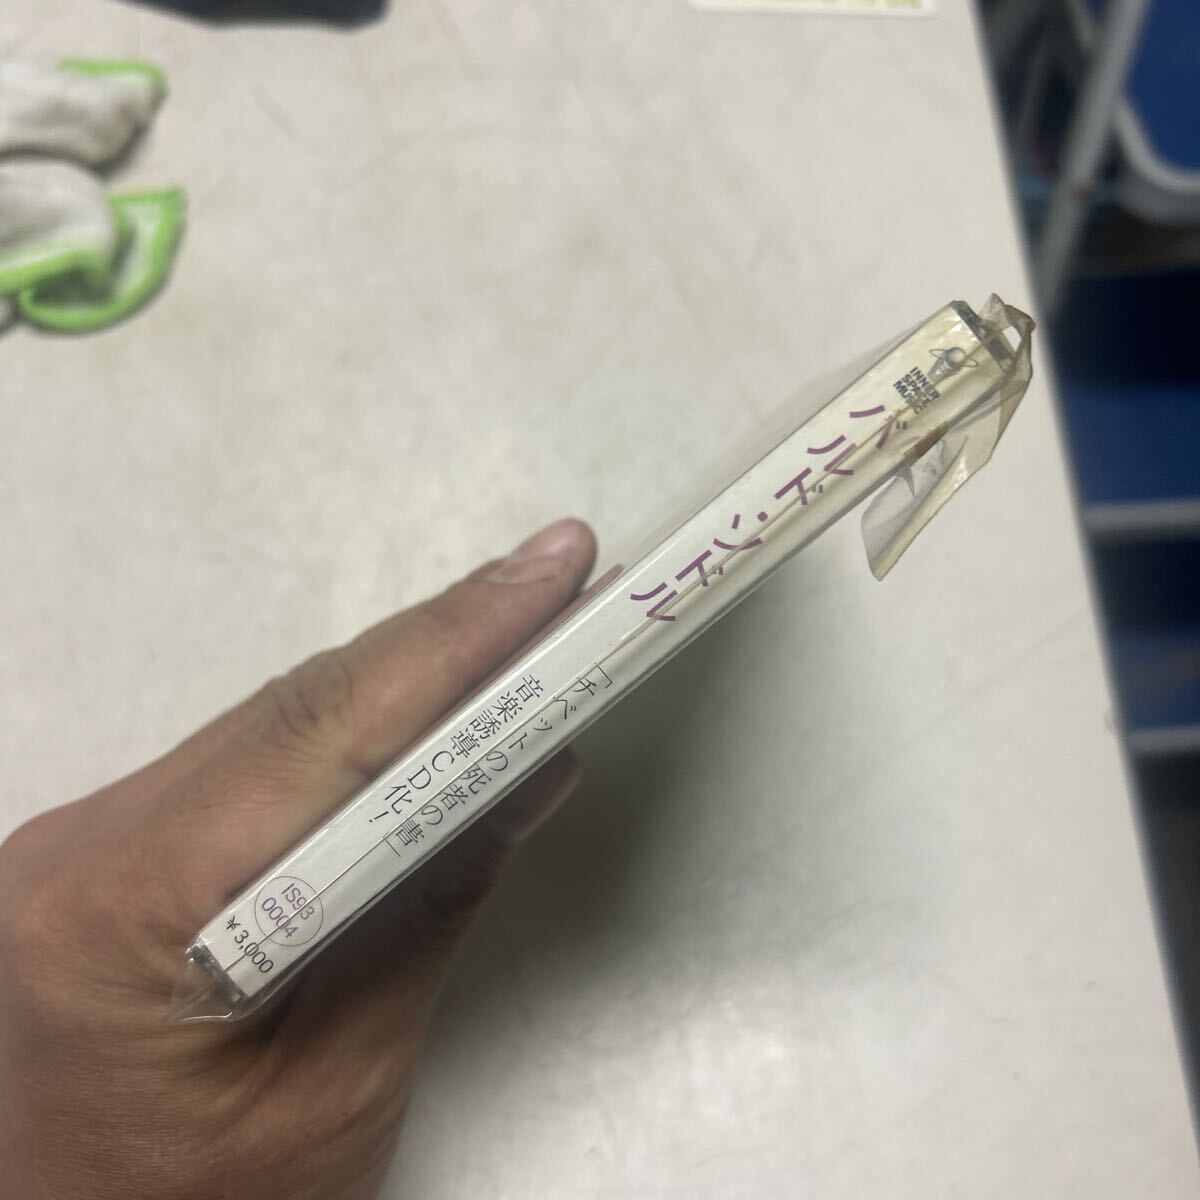 INNER
SPACE
MUSIC
バルド・ソドル
「チベットの死者の書」
音楽誘導CD化!
IS93
0004
¥3,000